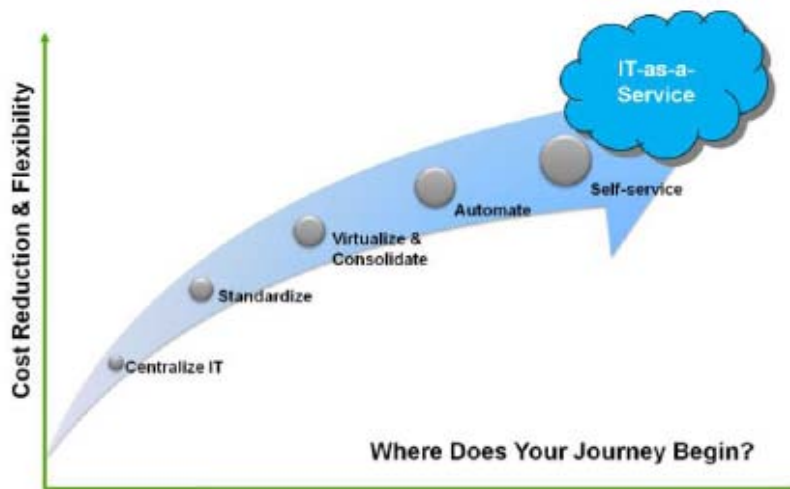 IT-as-a-
Service
Self-service
Automate
Virtualize &
Consolidate
Standardize
Centralize IT
Cost Reduction & Flexibility
Where Does Your Journey Begin?